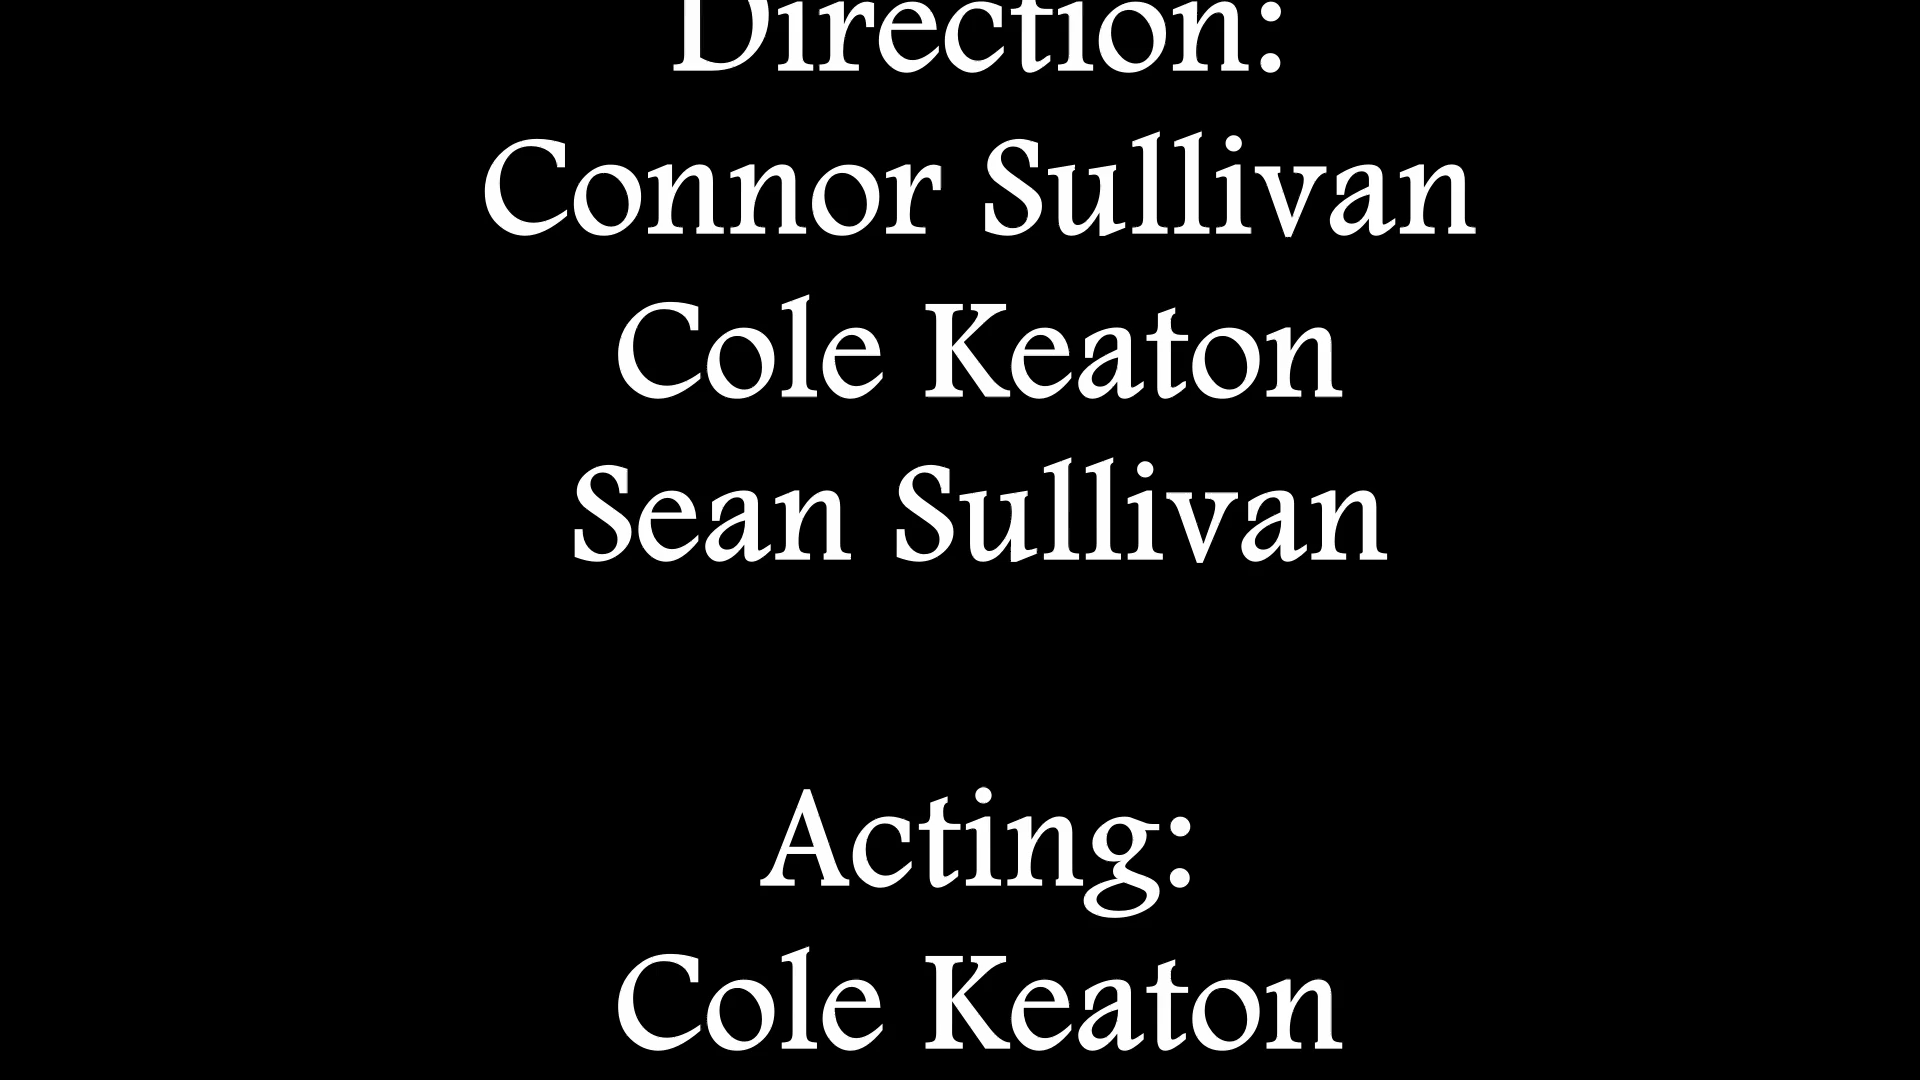 Direction:
Connor Sullivan
Cole Keaton
Sean Sullivan
Acting:
Cole Keaton